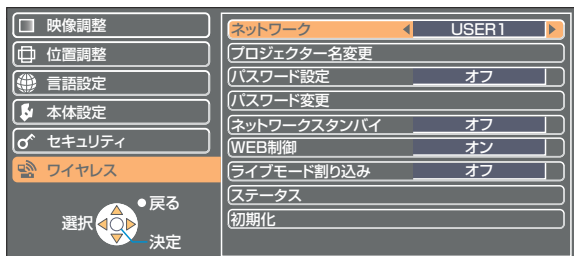 映像調整
位置調整
言語設定
本体設定
セキュリティ
ワイヤレス
戻る
選択
決定
ネットワーク USER1
プロジェクター名変更
パスワード設定 オフ
パスワード変更
ネットワークスタンバイ オフ
WEB制御 オン
ライブモード割り込み オフ
ステータス
初期化